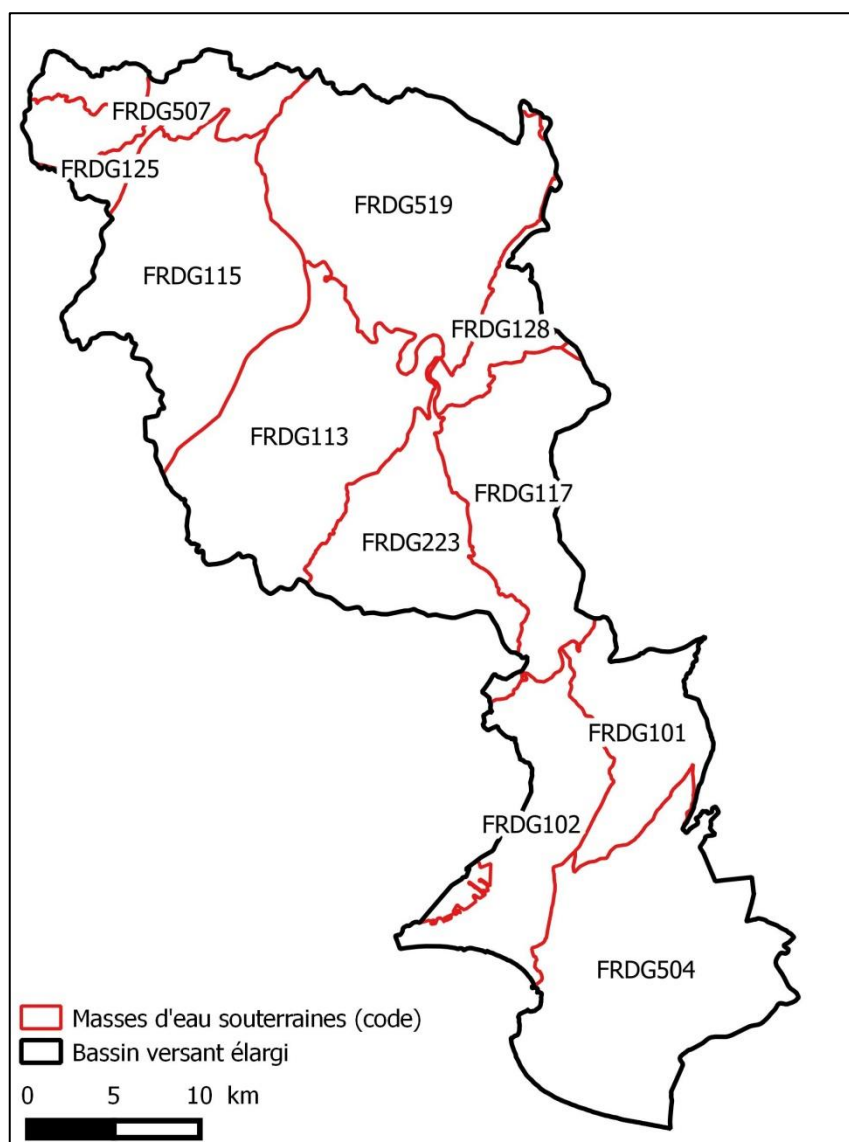 FRDG507
FRDG125
FRDG519
FRDG115
FRDG128
FRDG113
FRDG117
FRDG223
FRDG101
FRDG102
FRDG504
Masses d'eau souterraines (code)
Bassin versant élargi
0 5 10 km